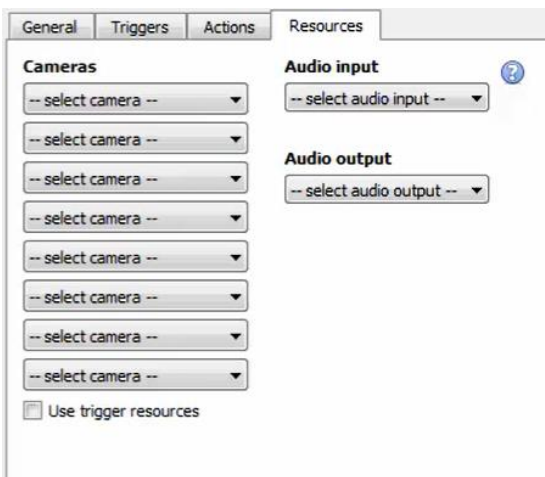 General Triggers Actions Resources
Cameras
-- select camera --
-- select camera --
-- select camera --
-- select camera --
-- select camera --
-- select camera --
-- select camera --
-- select camera --
Use trigger resources
Audio input
-- select audio input --
Audio output
-- select audio output --
?